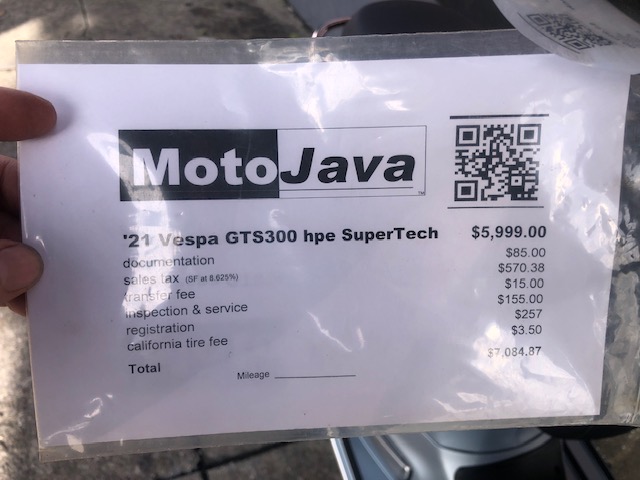 MotoJava
TM
'21 Vespa GTS300 hpe SuperTech $5,999.00
documentation $85.00
sales tax (SF at 8.625%) $570.38
transfer fee $15.00
inspection & service $155.00
registration $257
california tire fee $3.50
Total $7,084.87
Mileage